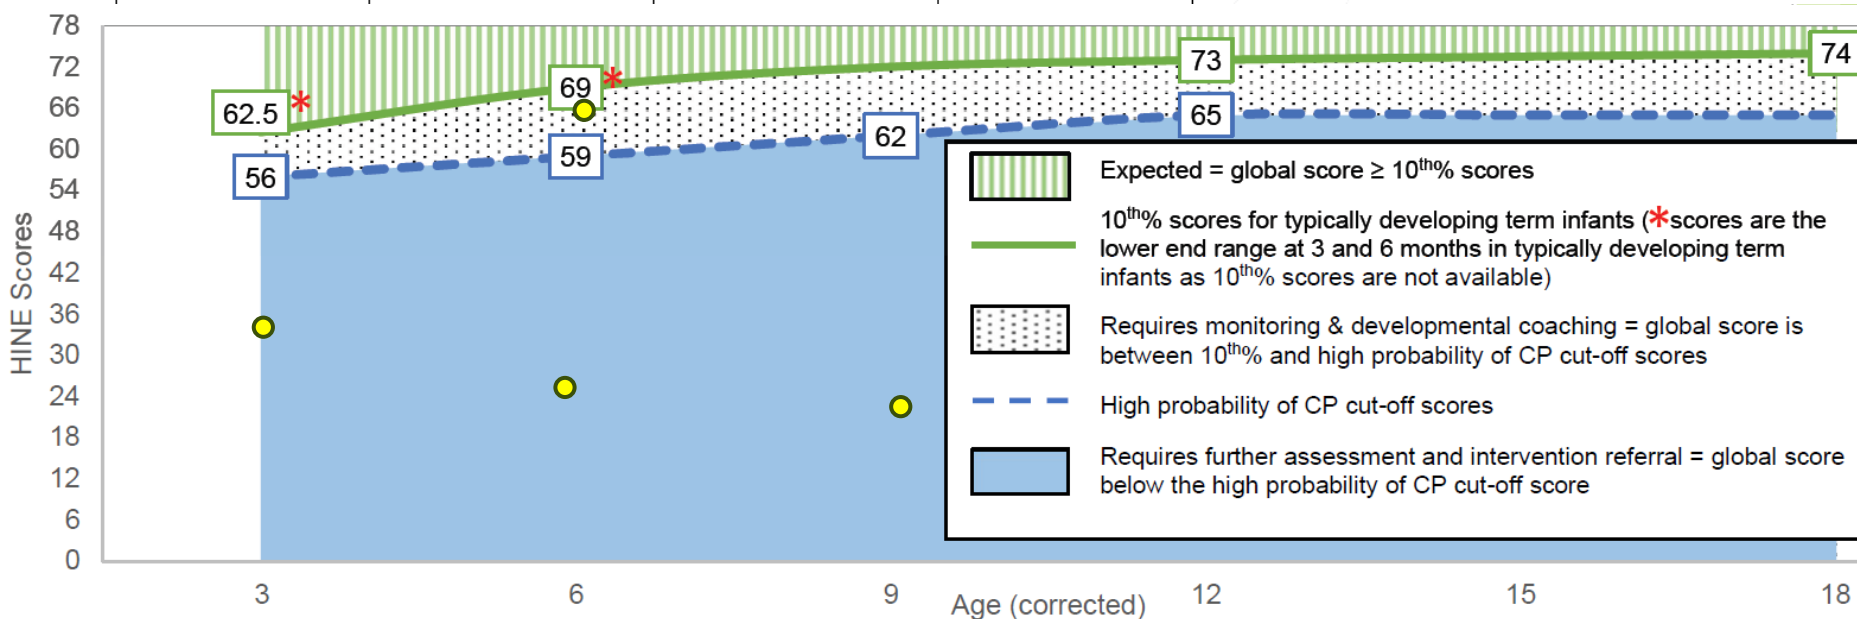 78
72
66
60
54
48
42
36
30
24
18
12
6
0
HINE Scores
62.5 *
69 *
73
74
56
59
62
65
Expected = global score ≥ 10th% scores
10th% scores for typically developing term infants (*scores are the
lower end range at 3 and 6 months in typically developing term
infants as 10th% scores are not available)
Requires monitoring & developmental coaching = global score is
between 10th% and high probability of CP cut-off scores
High probability of CP cut-off scores
Requires further assessment and intervention referral = global score
below the high probability of CP cut-off score
3 6 9 12 15 18
Age (corrected)